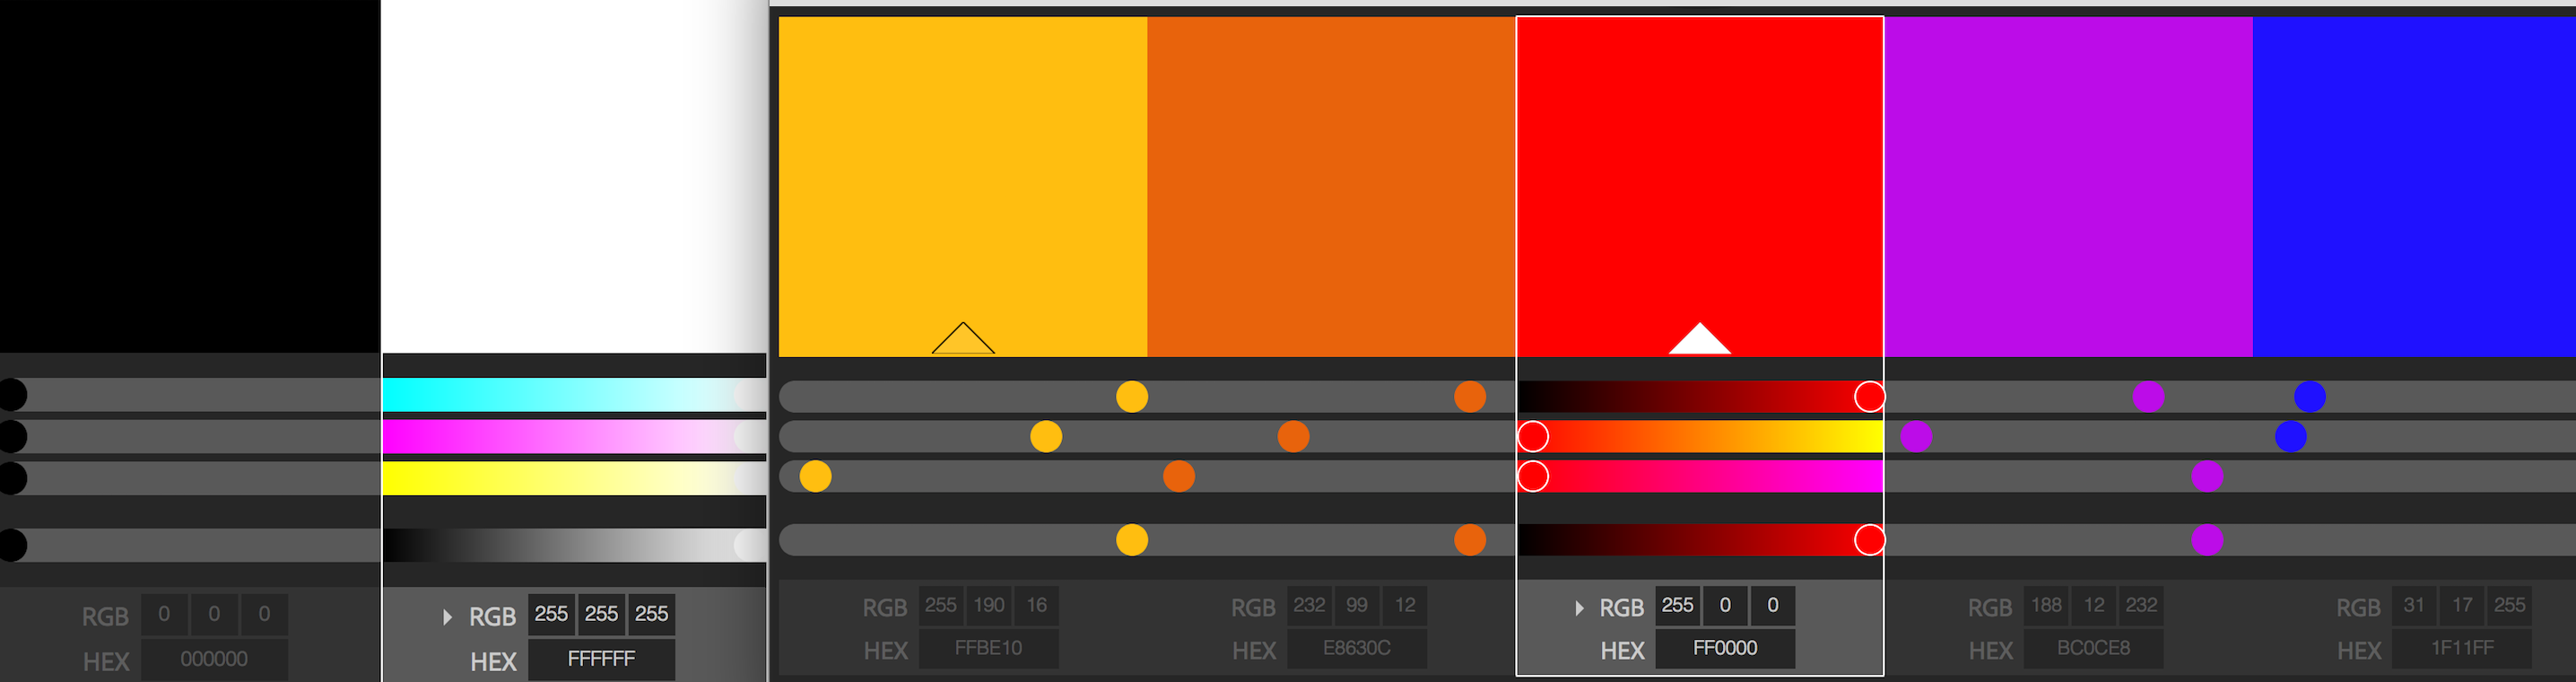 RGB 0 0 0
HEX 000000
RGB 255 255 255
HEX FFFFFF
RGB 255 190 16
HEX FFBE10
RGB 232 99 12
HEX E8630C
RGB 255 0 0
HEX FF0000
RGB 188 12 232
HEX BC0CE8
RGB 31 17 255
HEX 1F11FF